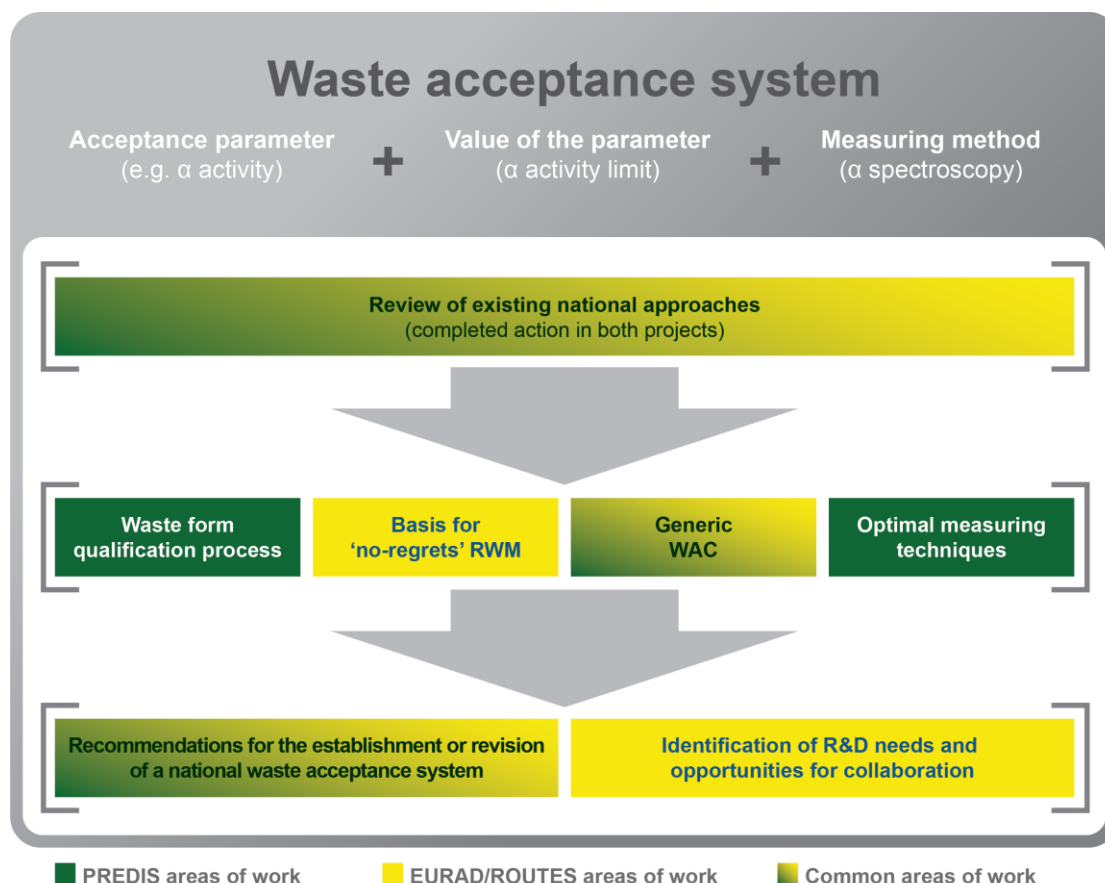 Waste acceptance system
Acceptance parameter
(e.g. α activity)
+
Value of the parameter
(α activity limit)
+
Measuring method
(α spectroscopy)
Review of existing national approaches
(completed action in both projects)
Waste form
qualification process
Basis for
‘no-regrets’ RWM
Generic
WAC
Optimal measuring
techniques
Recommendations for the establishment or revision
of a national waste acceptance system
Identification of R&D needs and
opportunities for collaboration
PREDIS areas of work
EURAD/ROUTES areas of work
Common areas of work